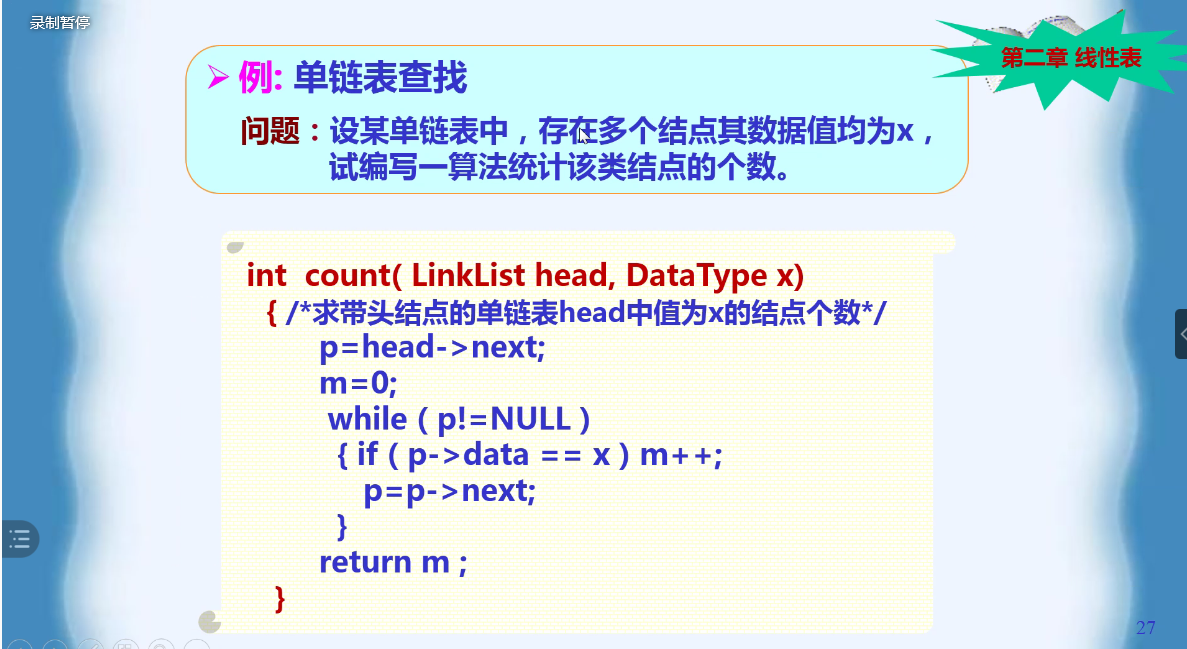 录制暂停
第二章 线性表
例: 单链表查找
问题：设某单链表中，存在多个结点其数据值均为x，
试编写一算法统计该类结点的个数。
int count( LinkList head, DataType x)
{ /*求带头结点的单链表head中值为x的结点个数*/
p=head->next;
m=0;
while ( p!=NULL )
{ if ( p->data == x ) m++;
p=p->next;
}
return m ;
}
27